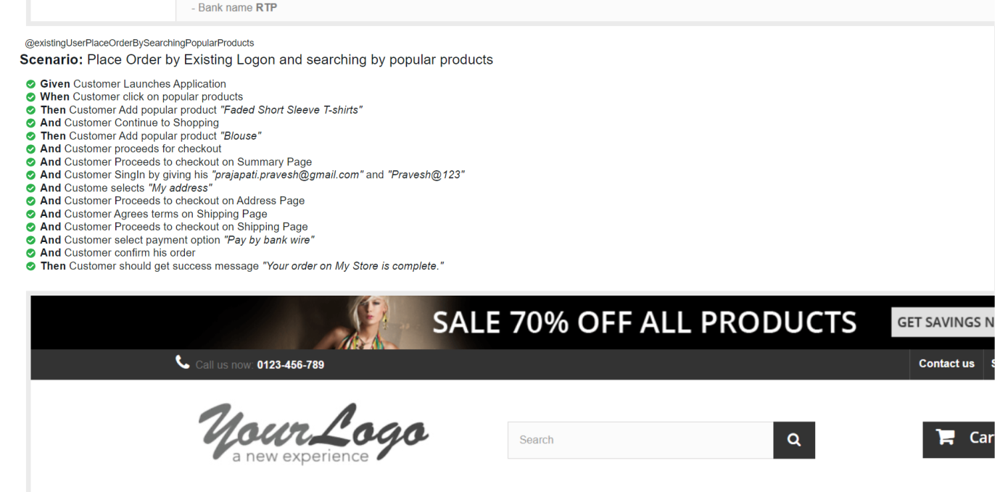 - Bank name RTP
@existingUserPlaceOrderBySearchingPopularProducts
Scenario: Place Order by Existing Logon and searching by popular products
Given Customer Launches Application
When Customer click on popular products
Then Customer Add popular product "Faded Short Sleeve T-shirts"
And Customer Continue to Shopping
Then Customer Add popular product "Blouse"
And Customer proceeds for checkout
And Customer Proceeds to checkout on Summary Page
And Customer SingIn by giving his "prajapati.pravesh@gmail.com" and "Pravesh@123"
And Custome selects "My address"
And Customer Proceeds to checkout on Address Page
And Customer Agrees terms on Shipping Page
And Customer Proceeds to checkout on Shipping Page
And Customer select payment option "Pay by bank wire"
And Customer confirm his order
Then Customer should get success message "Your order on My Store is complete."
SALE 70% OFF ALL PRODUCTS GET SAVINGS N
Call us now: 0123-456-789 Contact us S
Your Logo
a new experience
Search
Car